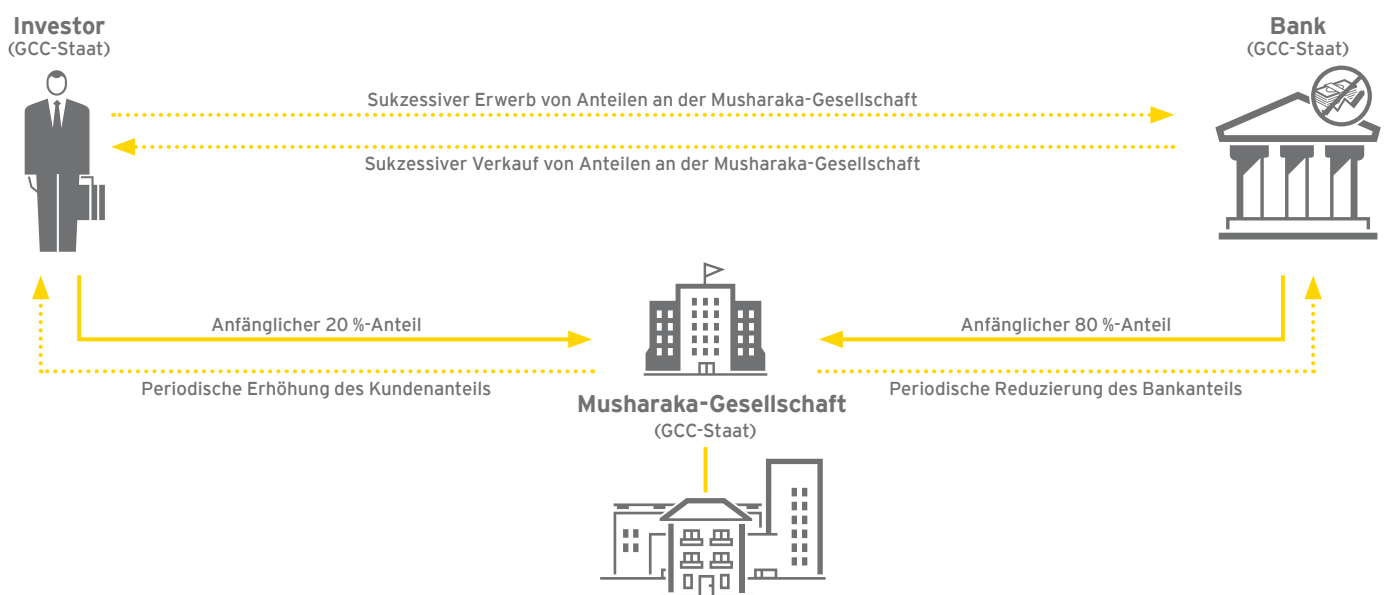 Investor
(GCC-Staat)
Bank
(GCC-Staat)
Sukzessiver Erwerb von Anteilen an der Musharaka-Gesellschaft
Sukzessiver Verkauf von Anteilen an der Musharaka-Gesellschaft
Anfänglicher 20 %-Anteil
Anfänglicher 80 %-Anteil
Periodische Erhöhung des Kundenanteils
Periodische Reduzierung des Bankanteils
Musharaka-Gesellschaft
(GCC-Staat)